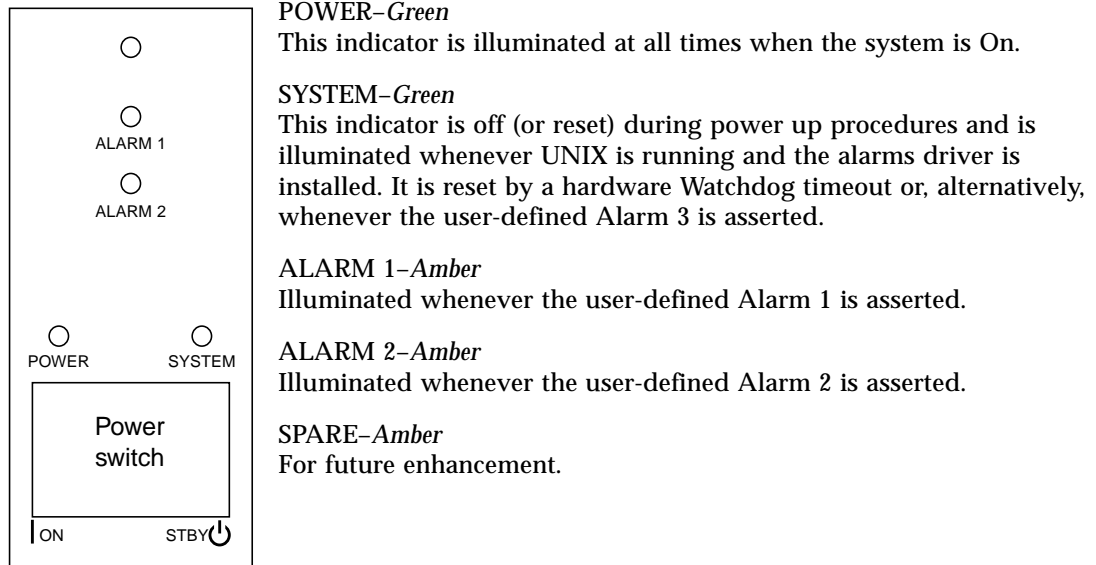 ALARM 1
ALARM 2
POWER
SYSTEM
Power
switch
ON
STBY
POWER–Green
This indicator is illuminated at all times when the system is On.
SYSTEM–Green
This indicator is off (or reset) during power up procedures and is
illuminated whenever UNIX is running and the alarms driver is
installed. It is reset by a hardware Watchdog timeout or, alternatively,
whenever the user-defined Alarm 3 is asserted.
ALARM 1–Amber
Illuminated whenever the user-defined Alarm 1 is asserted.
ALARM 2–Amber
Illuminated whenever the user-defined Alarm 2 is asserted.
SPARE–Amber
For future enhancement.